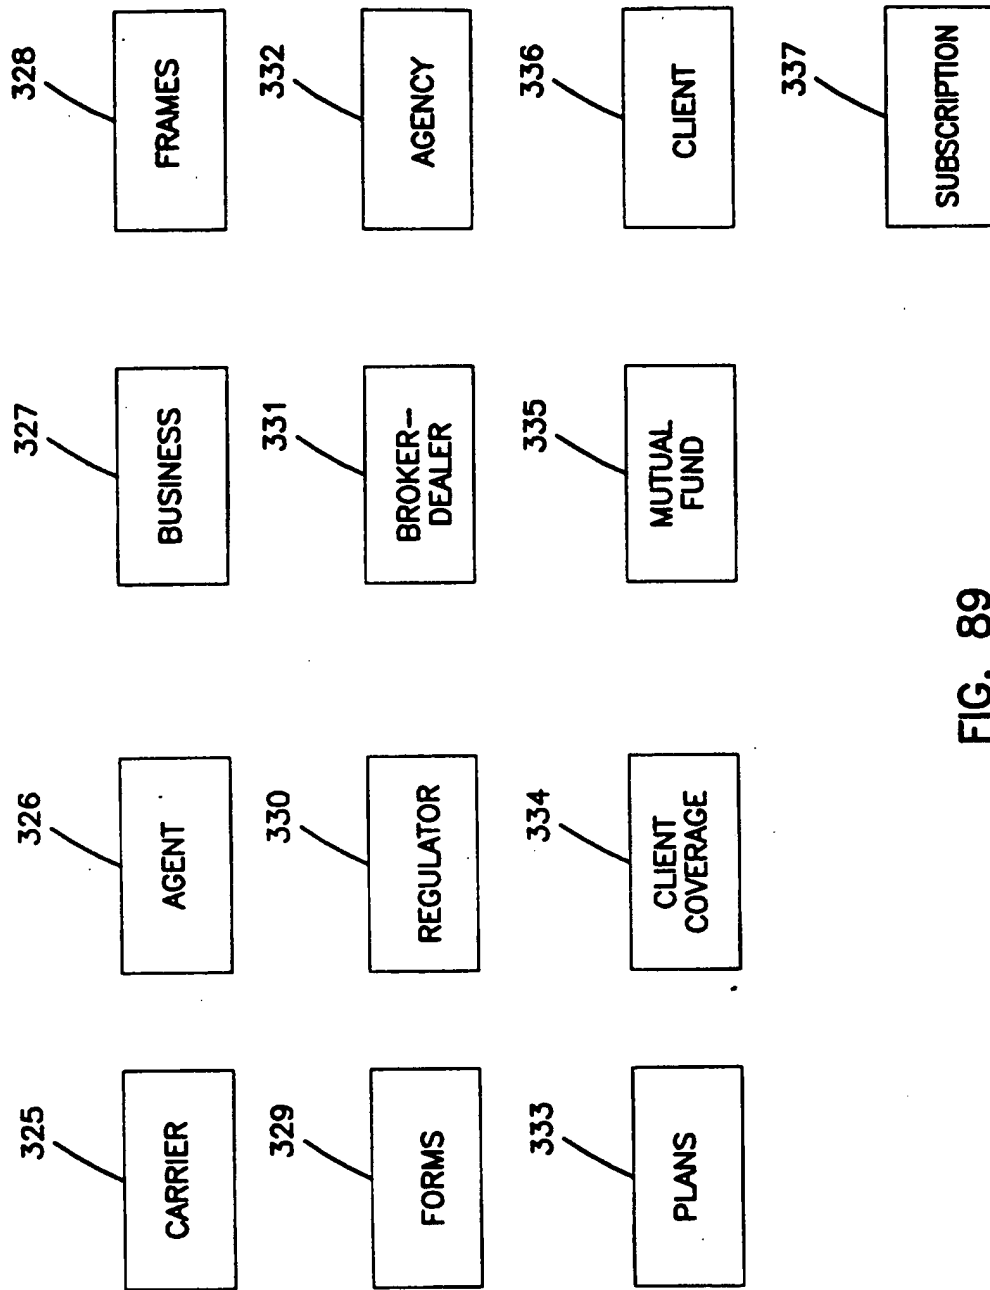 325
CARRIER
326
AGENT
327
BUSINESS
328
FRAMES
329
FORMS
330
REGULATOR
331
BROKER–
DEALER
332
AGENCY
333
PLANS
334
CLIENT
COVERAGE
335
MUTUAL
FUND
336
CLIENT
337
SUBSCRIPTION
FIG. 89